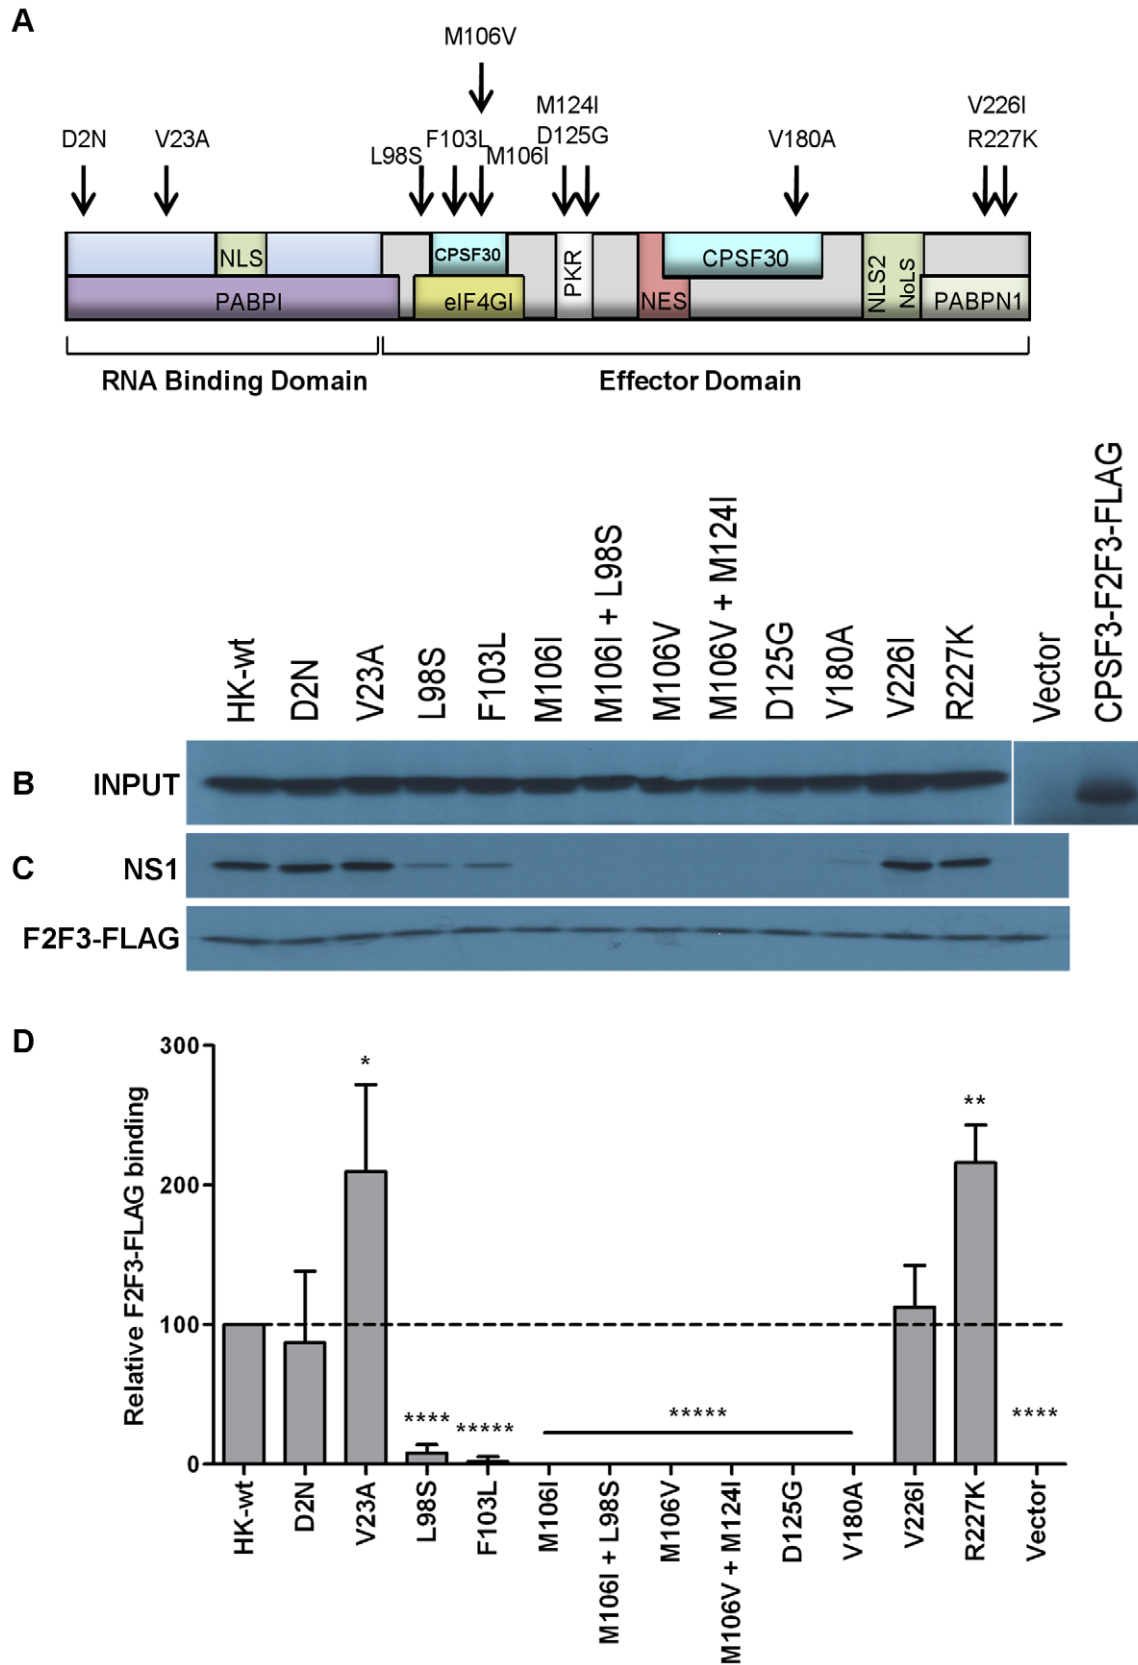 A
M106V
M124I
V226I
D2N
V23A
F103L
D125G
V180A
R227K
L98S
M106I
NLS
CPSF30
PKR
CPSF30
NLS2
NoLS
PABPI
eIF4GI
NES
PABPN1
RNA Binding Domain
Effector Domain
HK-wt
D2N
V23A
L98S
F103L
M106I
M106I + L98S
M106V
M106V + M124I
D125G
V180A
V226I
R227K
Vector
CPSF3-F2F3-FLAG
B
INPUT
C
NS1
F2F3-FLAG
D
Relative F2F3-FLAG binding
300
200
100
0
*
**
****
*****
*****
****
HK-wt
D2N
V23A
L98S
F103L
M106I
M106I + L98S
M106V
M106V + M124I
D125G
V180A
V226I
R227K
Vector